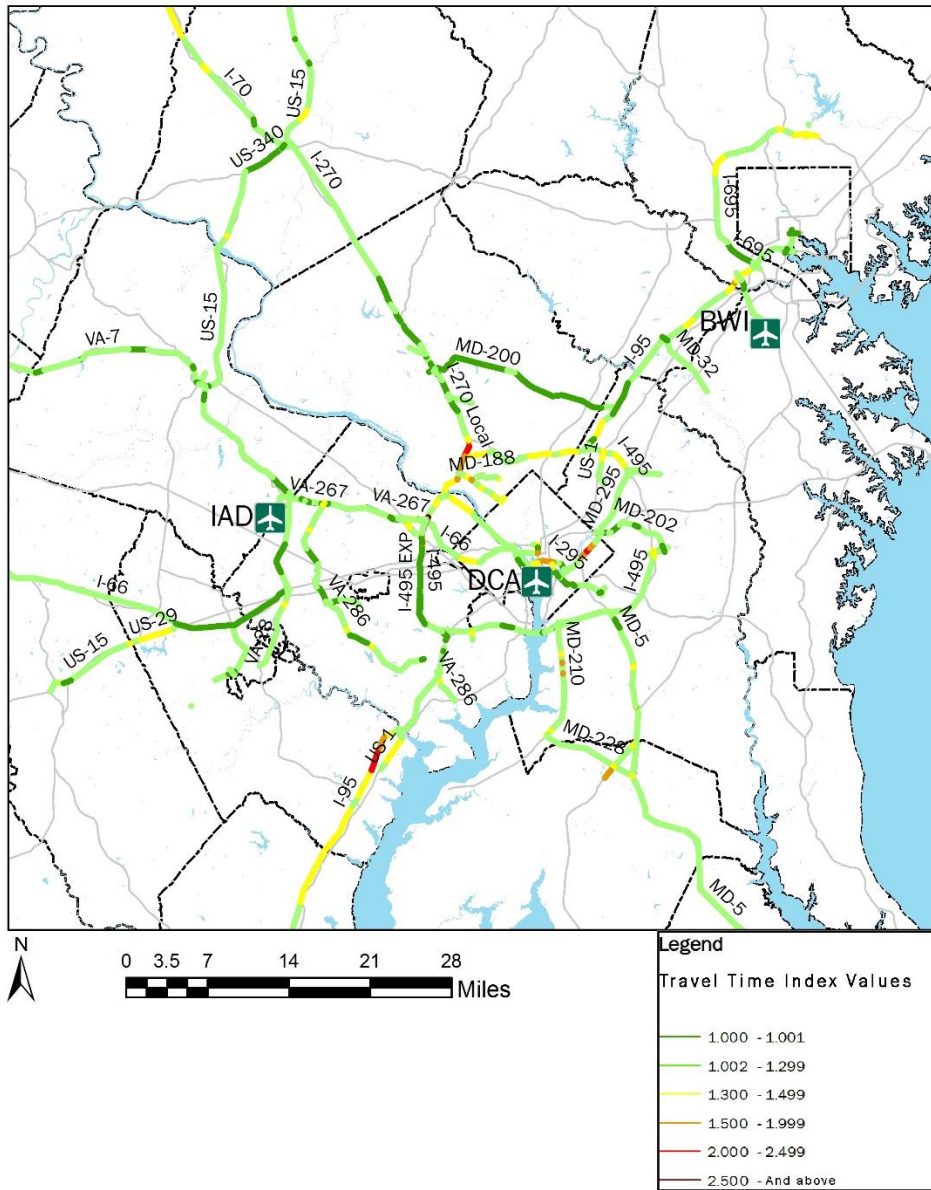 I-70
US-15
US-340
I-270
I-695
I-695
US-15
VA-7
BWI
I-95
MD-32
MD-200
I-270 Local
MD-188
US-1
I-495
MD-295
MD-202
VA-267
VA-267
IAD
I-66
I-295
I-495 EXP
I-495
DCA
I-495
I-66
VA-286
US-29
US-15
MD-5
MD-210
VA-286
MD-228
US-1
I-95
MD-5
N
0 3.5 7 14 21 28
Miles
Legend
Travel Time Index Values
1.000 - 1.001
1.002 - 1.299
1.300 - 1.499
1.500 - 1.999
2.000 - 2.499
2.500 - And above